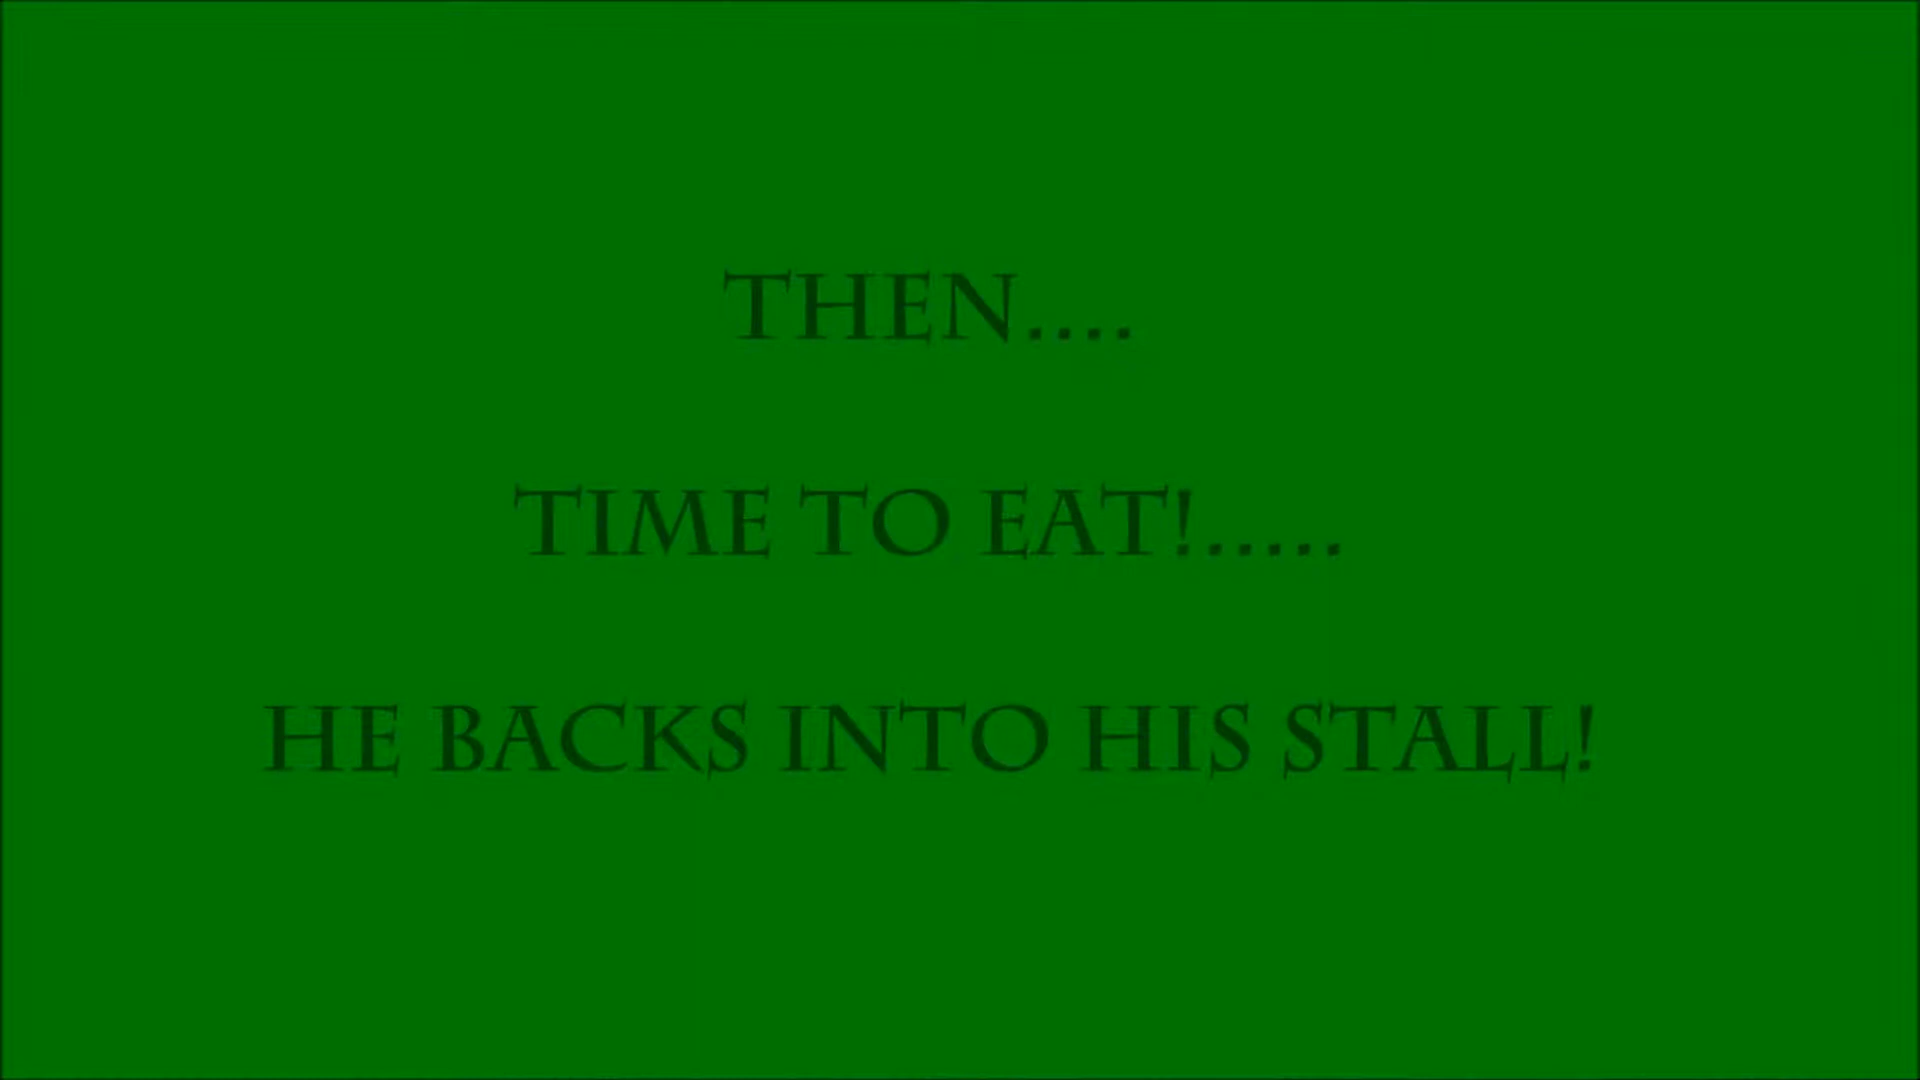 THEN....
TIME TO EAT!.....
HE BACKS INTO HIS STALL!